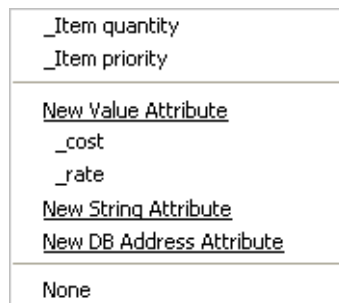 _Item quantity
_Item priority
New Value Attribute
_cost
_rate
New String Attribute
New DB Address Attribute
None